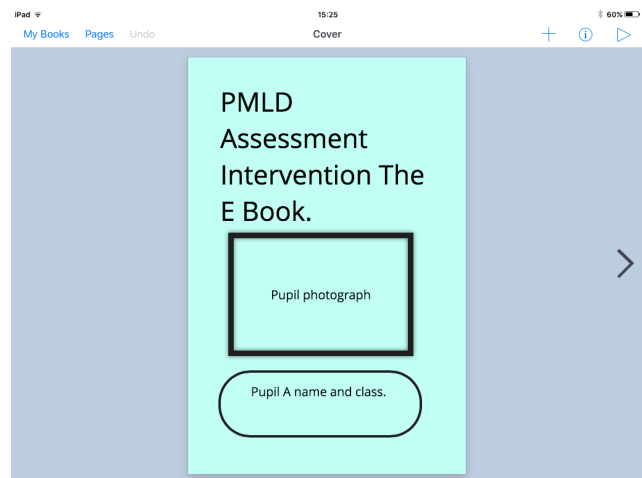 iPad 15:25 60%
My Books Pages Undo Cover
PMLD
Assessment
Intervention The
E Book.
Pupil photograph
Pupil A name and class.